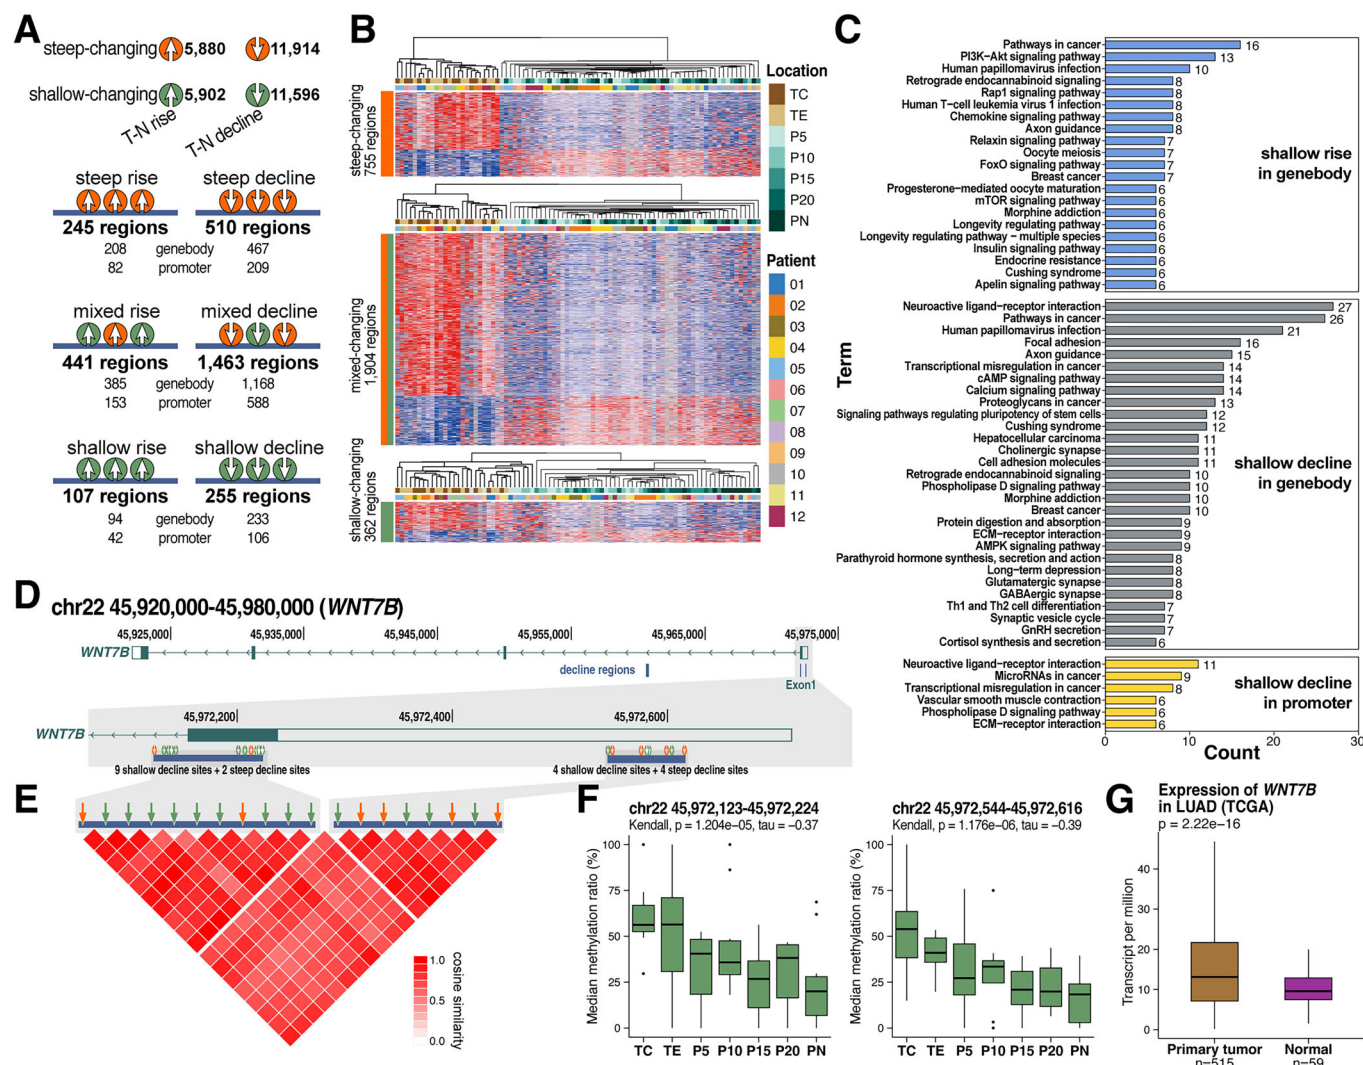 A
steep-changing 5,880 11,914
shallow-changing 5,902 11,596
T-N rise
T-N decline
steep rise
steep decline
245 regions
510 regions
208 genebody 467
82 promoter 209
mixed rise
mixed decline
441 regions
1,463 regions
385 genebody 1,168
153 promoter 588
shallow rise
shallow decline
107 regions
255 regions
94 genebody 233
42 promoter 106
B
steep-changing
755 regions
mixed-changing
1,904 regions
shallow-changing
362 regions
Location
TC
TE
P5
P10
P15
P20
PN
Patient
01
02
03
04
05
06
07
08
09
10
11
12
C
Term
Pathways in cancer 16
PI3K−Akt signaling pathway 13
Human papillomavirus infection 10
Retrograde endocannabinoid signaling 8
Rap1 signaling pathway 8
Human T−cell leukemia virus 1 infection 8
Chemokine signaling pathway 8
Axon guidance 8
Relaxin signaling pathway 7
Oocyte meiosis 7
FoxO signaling pathway 7
Breast cancer 7
Progesterone−mediated oocyte maturation 6
mTOR signaling pathway 6
Morphine addiction 6
Longevity regulating pathway 6
Longevity regulating pathway − multiple species 6
Insulin signaling pathway 6
Endocrine resistance 6
Cushing syndrome 6
Apelin signaling pathway 6
shallow rise
in genebody
Neuroactive ligand−receptor interaction 27
Pathways in cancer 26
Human papillomavirus infection 21
Focal adhesion 16
Axon guidance 15
Transcriptional misregulation in cancer 14
cAMP signaling pathway 14
Calcium signaling pathway 14
Proteoglycans in cancer 13
Signaling pathways regulating pluripotency of stem cells 12
Cushing syndrome 12
Hepatocellular carcinoma 11
Cholinergic synapse 11
Cell adhesion molecules 11
Retrograde endocannabinoid signaling 10
Phospholipase D signaling pathway 10
Morphine addiction 10
Breast cancer 10
Protein digestion and absorption 9
ECM−receptor interaction 9
AMPK signaling pathway 9
Parathyroid hormone synthesis, secretion and action 8
Long−term depression 8
Glutamatergic synapse 8
GABAergic synapse 8
Th1 and Th2 cell differentiation 7
Synaptic vesicle cycle 7
GnRH secretion 7
Cortisol synthesis and secretion 6
shallow decline
in genebody
Neuroactive ligand−receptor interaction 11
MicroRNAs in cancer 9
Transcriptional misregulation in cancer 8
Vascular smooth muscle contraction 6
Phospholipase D signaling pathway 6
ECM−receptor interaction 6
shallow decline
in promoter
0 10 20 30
Count
D
chr22 45,920,000-45,980,000 (WNT7B)
45,925,000 45,935,000 45,945,000 45,955,000 45,965,000 45,975,000
WNT7B
decline regions
Exon1
45,972,200 45,972,400 45,972,600
WNT7B
9 shallow decline sites + 2 steep decline sites
4 shallow decline sites + 4 steep decline sites
E
1.0
0.5
0.0
cosine similarity
F
chr22 45,972,123-45,972,224
Kendall, p = 1.204e−05, tau = −0.37
Median methylation ratio (%)
100
75
50
25
0
TC TE P5 P10 P15 P20 PN
chr22 45,972,544-45,972,616
Kendall, p = 1.176e−06, tau = −0.39
Median methylation ratio (%)
100
75
50
25
0
TC TE P5 P10 P15 P20 PN
G
Expression of WNT7B
in LUAD (TCGA)
p = 2.22e−16
Transcript per million
40
30
20
10
0
Primary tumor Normal
n=515 n=59